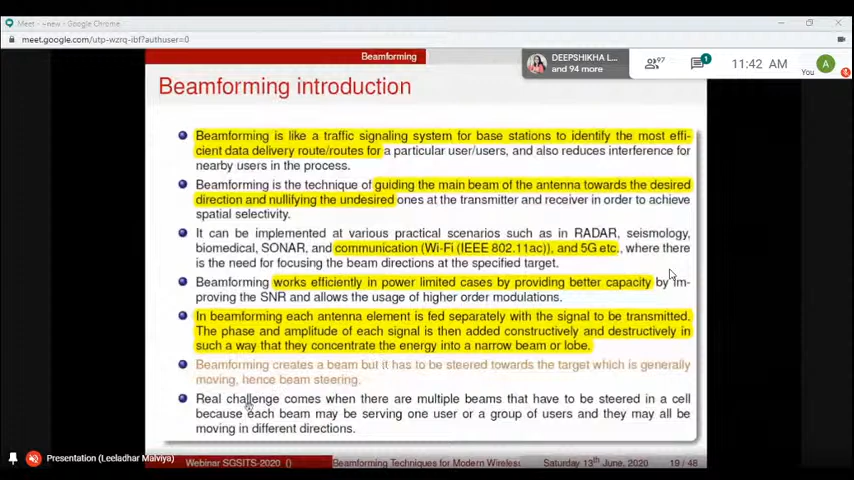 Meet - ~new - Google Chrome
meet.google.com/utp-wzrq-ibf?authuser=0
Beamforming
DEEPSHIKHA L...
and 94 more
97
1
11:42 AM
You
A
Beamforming introduction
Beamforming is like a traffic signaling system for base stations to identify the most effi-
cient data delivery route/routes for a particular user/users, and also reduces interference for
nearby users in the process.
Beamforming is the technique of guiding the main beam of the antenna towards the desired
direction and nullifying the undesired ones at the transmitter and receiver in order to achieve
spatial selectivity.
It can be implemented at various practical scenarios such as in RADAR, seismology,
biomedical, SONAR, and communication (Wi-Fi (IEEE 802.11ac)), and 5G etc., where there
is the need for focusing the beam directions at the specified target.
Beamforming works efficiently in power limited cases by providing better capacity by im-
proving the SNR and allows the usage of higher order modulations.
In beamforming each antenna element is fed separately with the signal to be transmitted.
The phase and amplitude of each signal is then added constructively and destructively in
such a way that they concentrate the energy into a narrow beam or lobe.
Beamforming creates a beam but it has to be steered towards the target which is generally
moving, hence beam steering.
Real challenge comes when there are multiple beams that have to be steered in a cell
because each beam may be serving one user or a group of users and they may all be
moving in different directions.
Presentation (Leeladhar Malviya)
Webinar SGSITS-2020 ()
Beamforming Techniques for Modern Wireless
Saturday 13th June, 2020
19 / 48